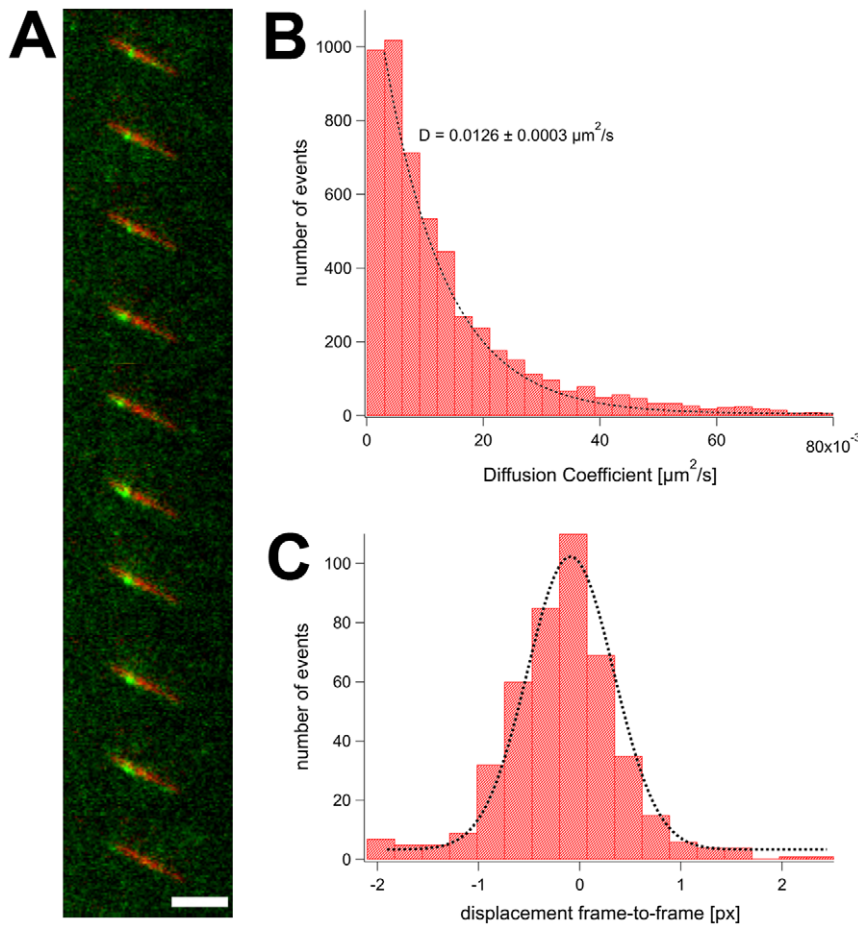 A
B
1000
800
600
400
200
0
number of events
D = 0.0126 ± 0.0003 µm²/s
0
20
40
60
80x10⁻³
Diffusion Coefficient [µm²/s]
C
100
80
60
40
20
0
number of events
-2
-1
0
1
2
displacement frame-to-frame [px]